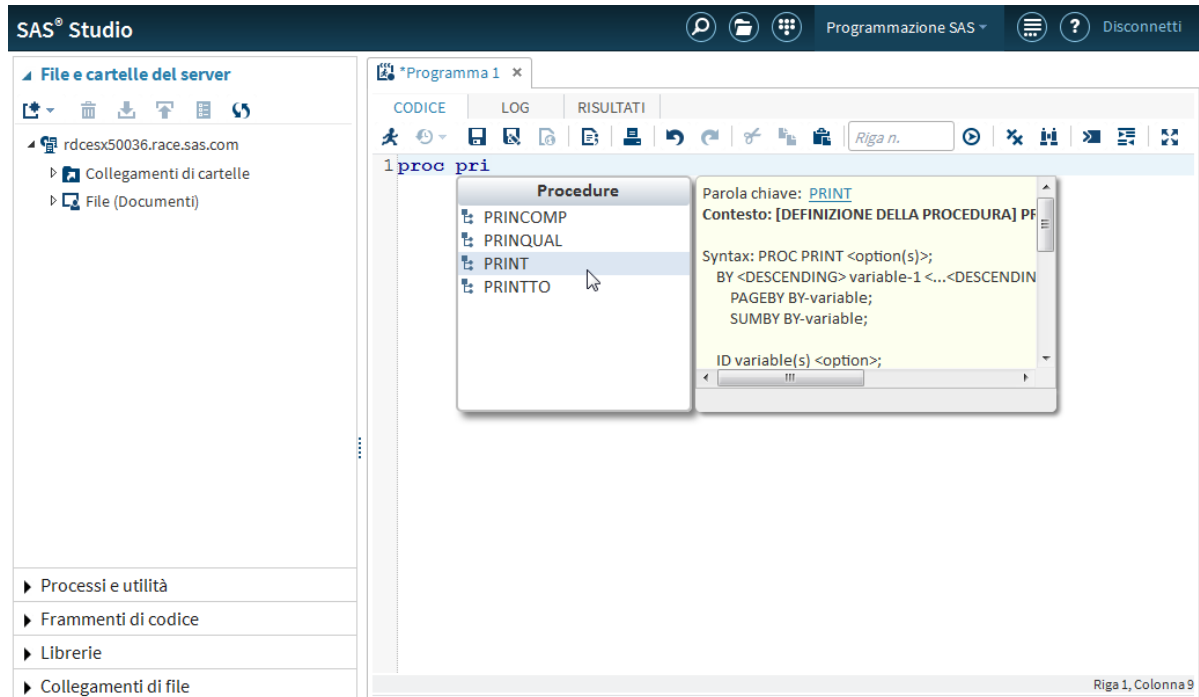 SAS® Studio
Programmazione SAS
Disconnetti
File e cartelle del server
rdcesx50036.race.sas.com
Collegamenti di cartelle
File (Documenti)
Processi e utilità
Frammenti di codice
Librerie
Collegamenti di file
*Programma 1
CODICE LOG RISULTATI
Riga n.
1 proc pri
Procedure
PRINCOMP
PRINQUAL
PRINT
PRINTTO
Parola chiave: PRINT
Contesto: [DEFINIZIONE DELLA PROCEDURA] PR
Syntax: PROC PRINT <option(s)>;
BY <DESCENDING> variable-1 <...<DESCENDIN
PAGEBY BY-variable;
SUMBY BY-variable;
ID variable(s) <option>;
Riga 1, Colonna 9